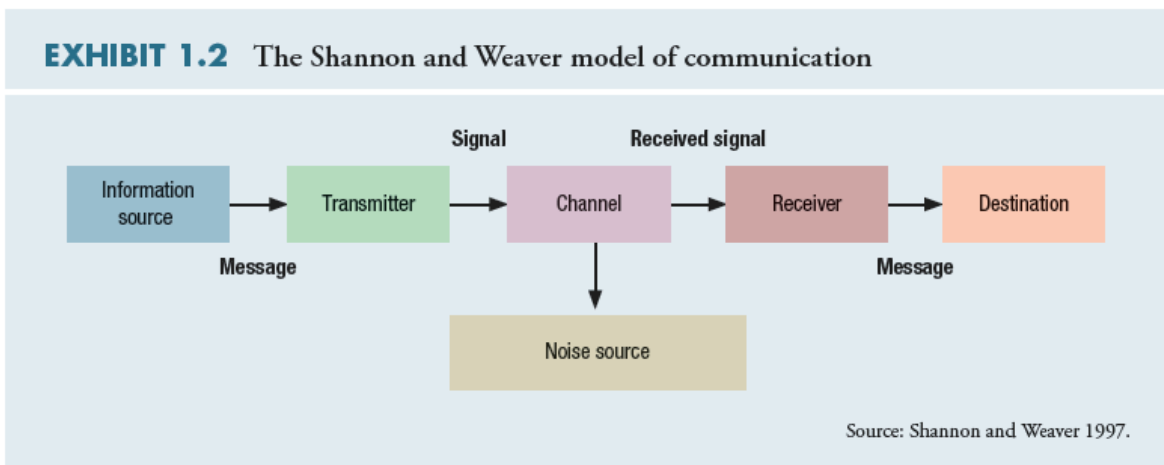 EXHIBIT 1.2 The Shannon and Weaver model of communication
Signal
Received signal
Information
source
Transmitter
Channel
Receiver
Destination
Message
Message
Noise source
Source: Shannon and Weaver 1997.